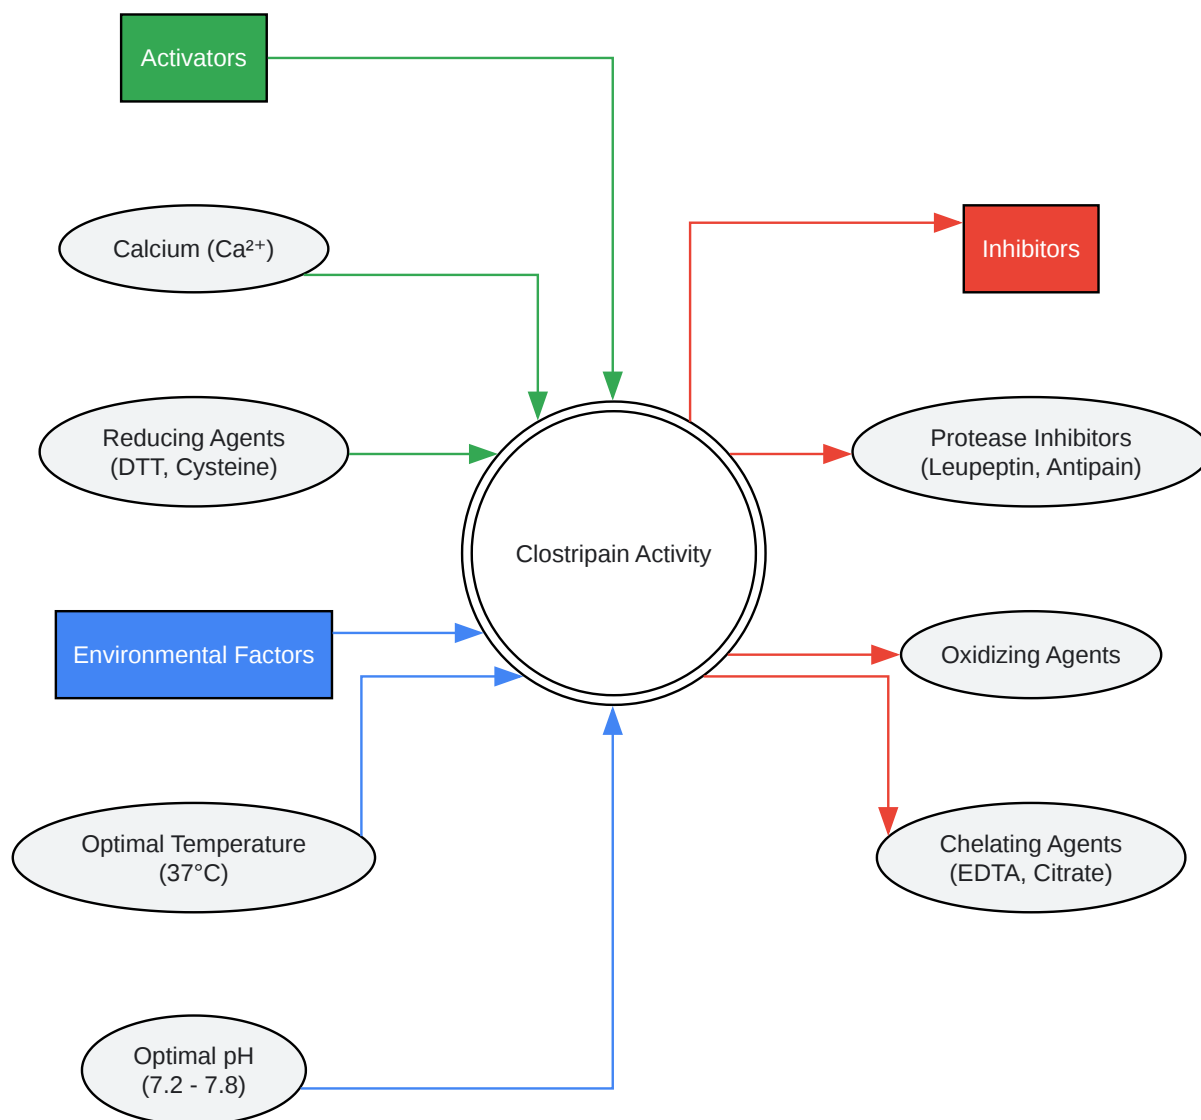 Activators
Calcium (Ca²⁺)
Inhibitors
Reducing Agents
(DTT, Cysteine)
Protease Inhibitors
(Leupeptin, Antipain)
Clostripain Activity
Environmental Factors
Oxidizing Agents
Optimal Temperature
(37°C)
Chelating Agents
(EDTA, Citrate)
Optimal pH
(7.2 - 7.8)